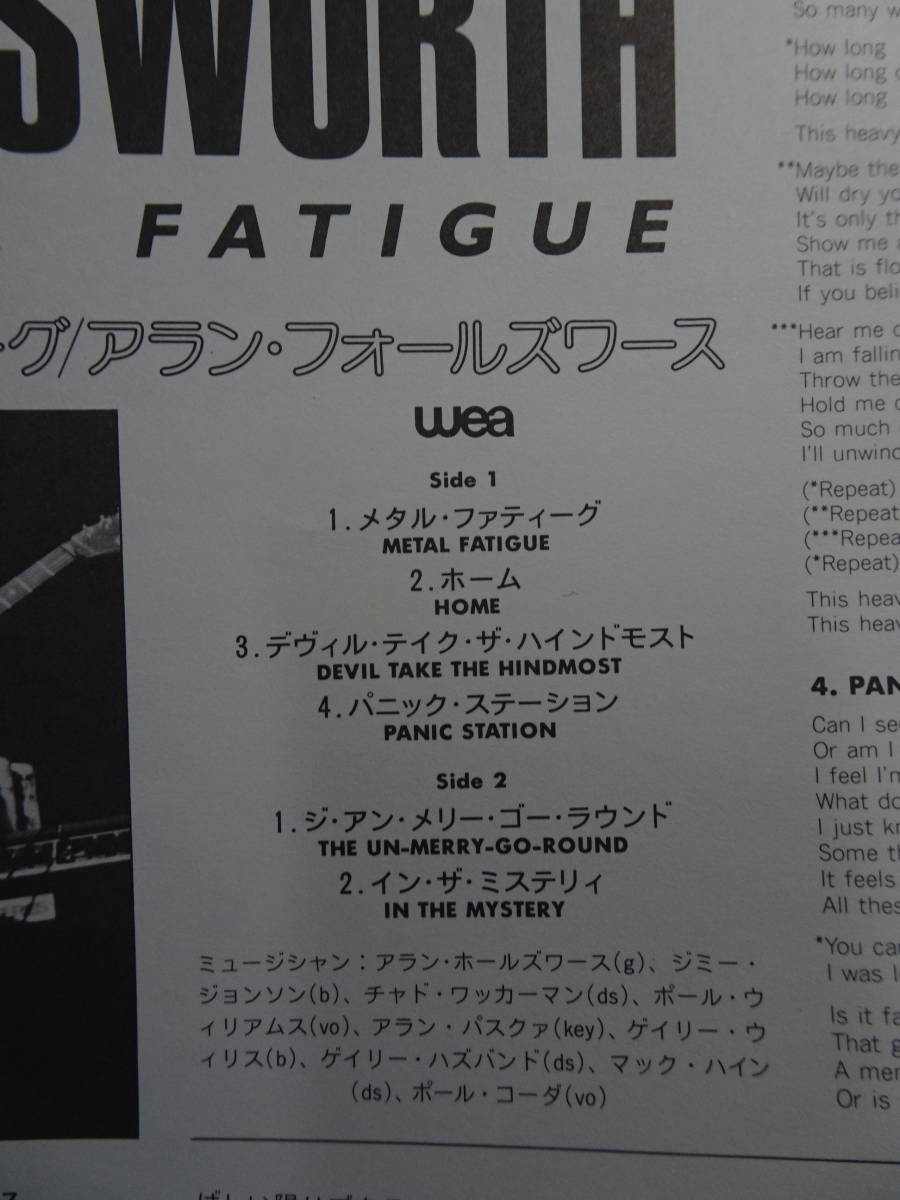 SWORTH
FATIGUE
ーグ/アラン・フォールズワース
wea
Side 1
1.メタル・ファティーグ
METAL FATIGUE
2.ホーム
HOME
3.デヴィル・テイク・ザ・ハインドモスト
DEVIL TAKE THE HINDMOST
4.パニック・ステーション
PANIC STATION
Side 2
1.ジ・アン・メリー・ゴー・ラウンド
THE UN-MERRY-GO-ROUND
2.イン・ザ・ミステリィ
IN THE MYSTERY
ミュージシャン：アラン・ホールズワース(g)、ジミー・
ジョンソン(b)、チャド・ワッカーマン(ds)、ポール・ウ
ィリアムス(vo)、アラン・パスクァ(key)、ゲイリー・ウ
ィリス(b)、ゲイリー・ハズバンド(ds)、マック・ハイン
(ds)、ポール・コーダ(vo)
So many w
*How long
How long
How long
This heavy
**Maybe the
Will dry yo
It's only th
Show me a
That is flo
If you beli
***Hear me
I am fallin
Throw the
Hold me
So much
I'll unwind
(*Repeat)
(**Repeat
(***Repea
(*Repeat)
This heav
This heav
4. PAN
Can I se
Or am I
I feel I'm
What do
I just kn
Some th
It feels
All thes
*You can
I was l
Is it fa
That g
A mer
Or is